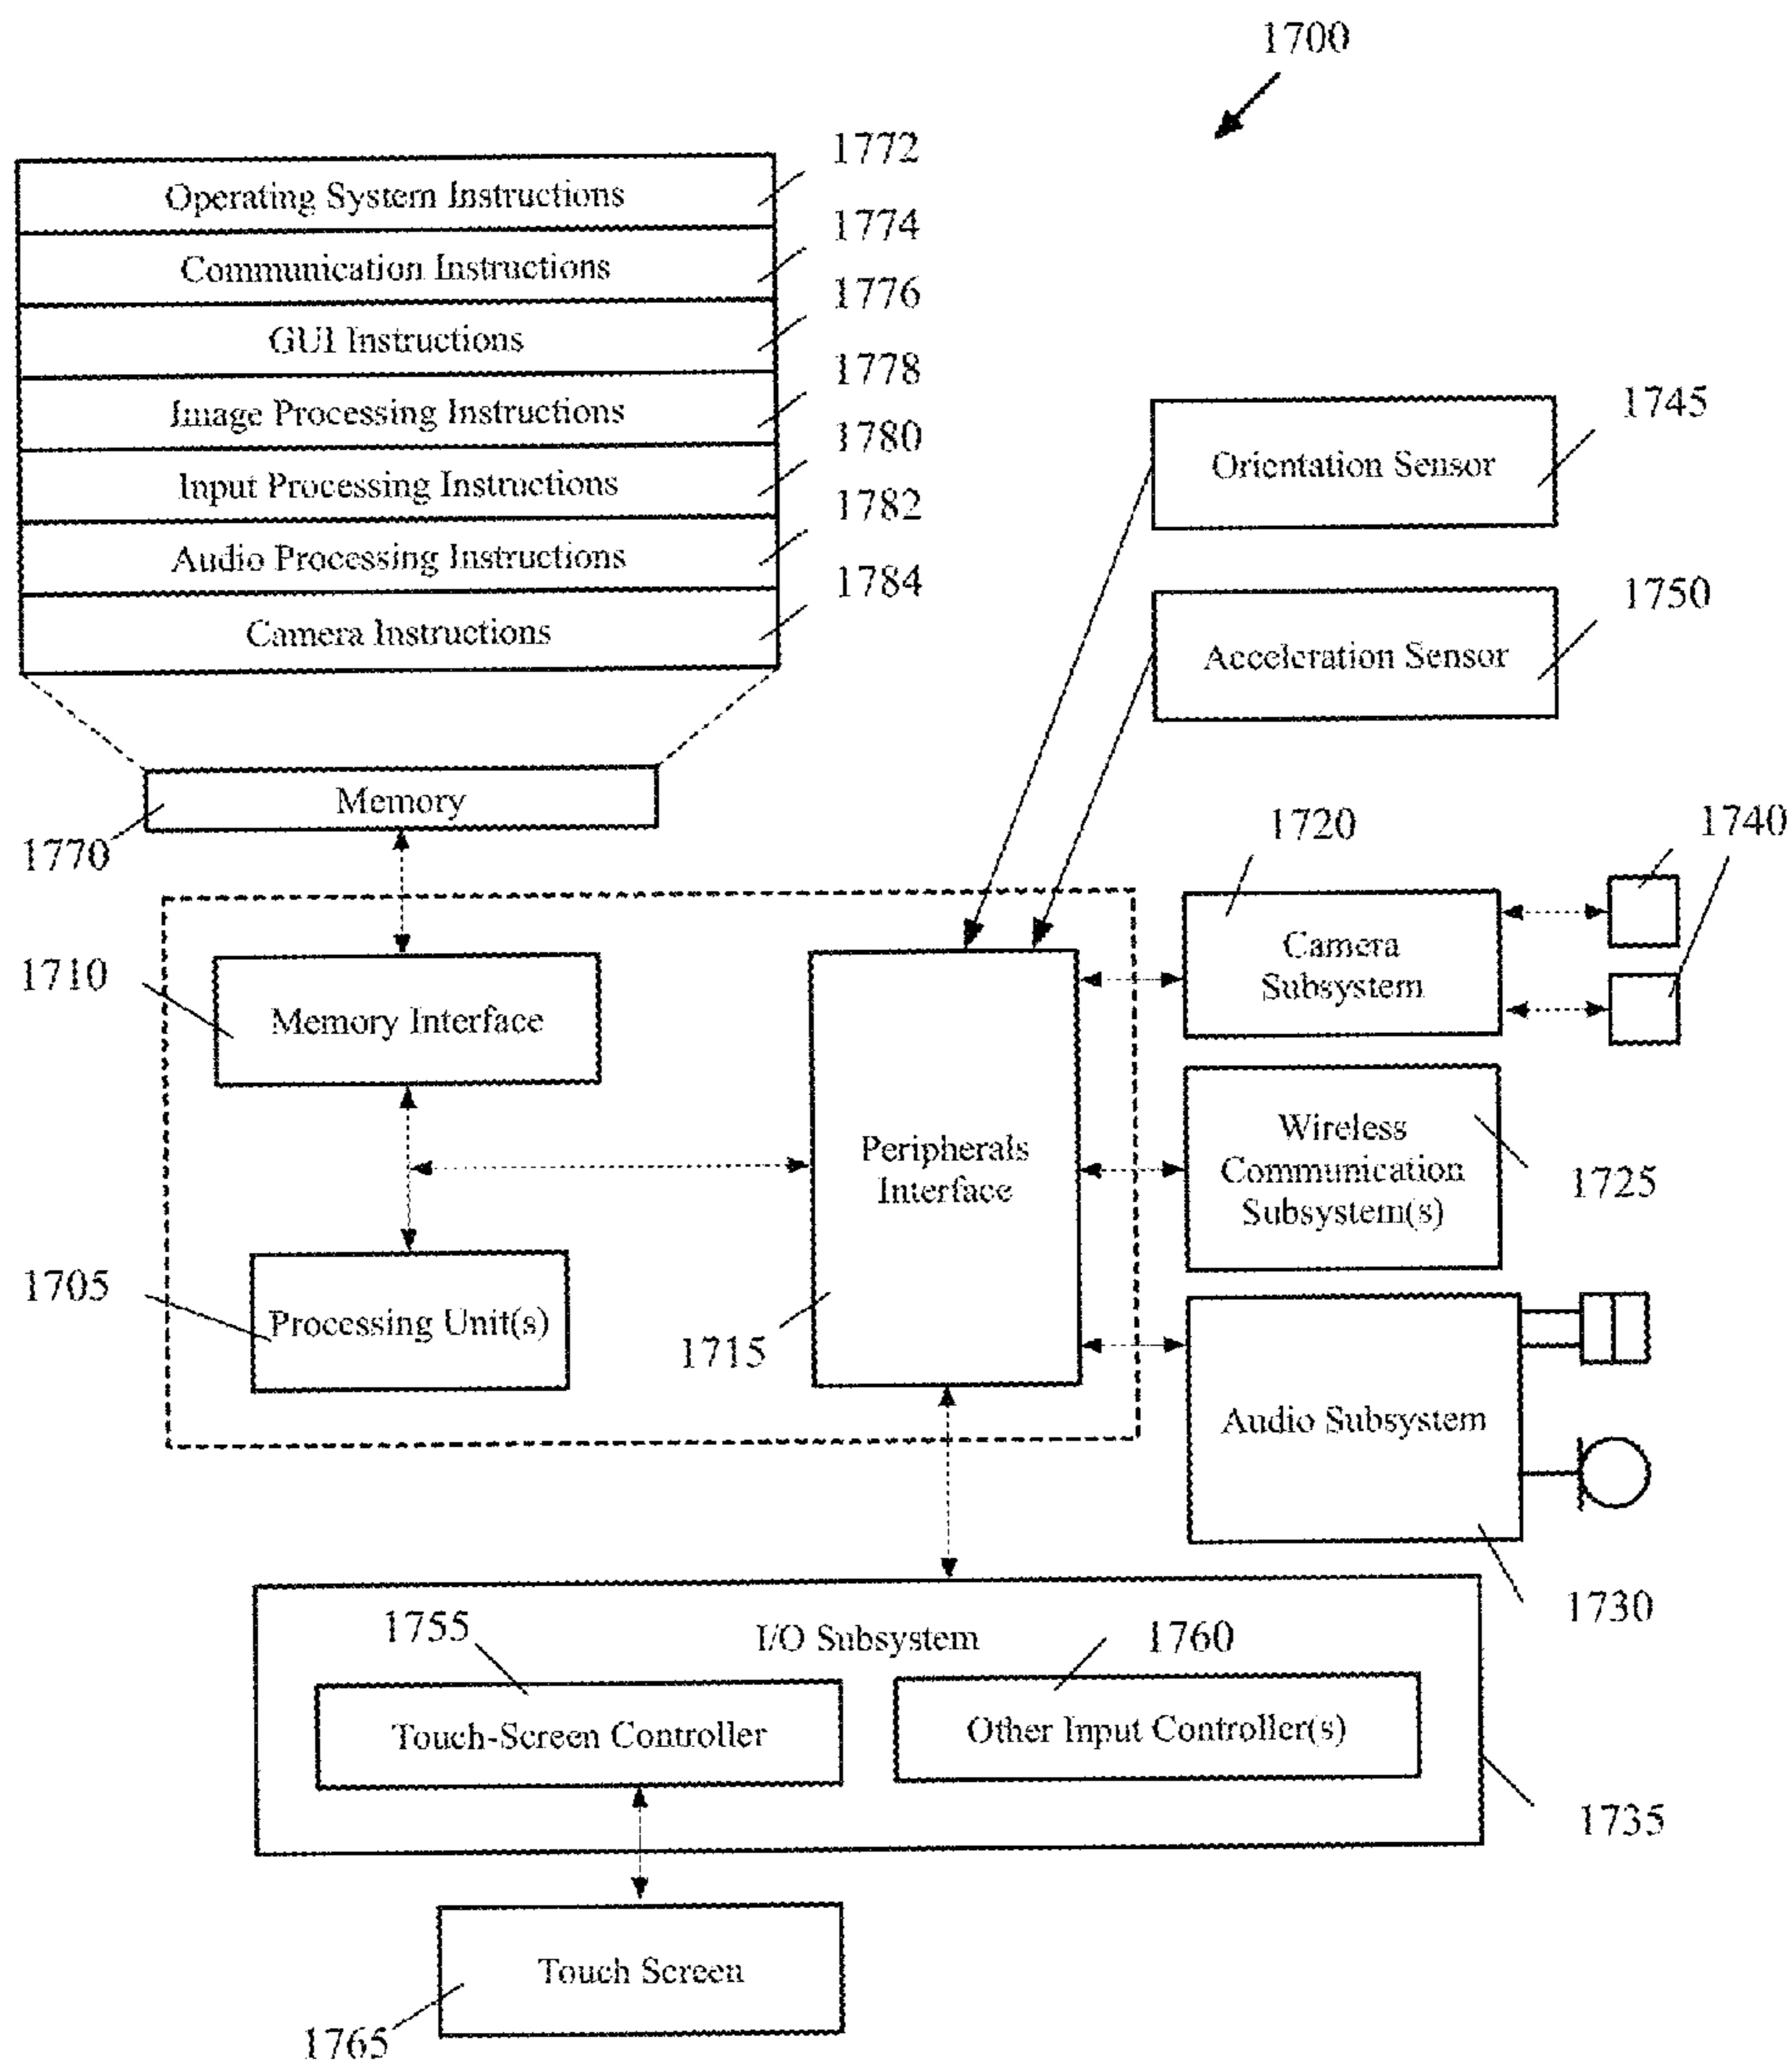 1700
1772
Operating System Instructions
1774
Communication Instructions
1776
GUI Instructions
1778
Image Processing Instructions
1780
Input Processing Instructions
1782
Audio Processing Instructions
1784
Camera Instructions
1745
Orientation Sensor
1750
Acceleration Sensor
Memory
1770
1720
1740
Camera
Subsystem
1710
Memory Interface
Peripherals
Interface
1715
Wireless
Communication
Subsystem(s)
1725
1705
Processing Unit(s)
Audio Subsystem
1730
I/O Subsystem
1755
Touch-Screen Controller
1760
Other Input Controller(s)
1735
Touch Screen
1765